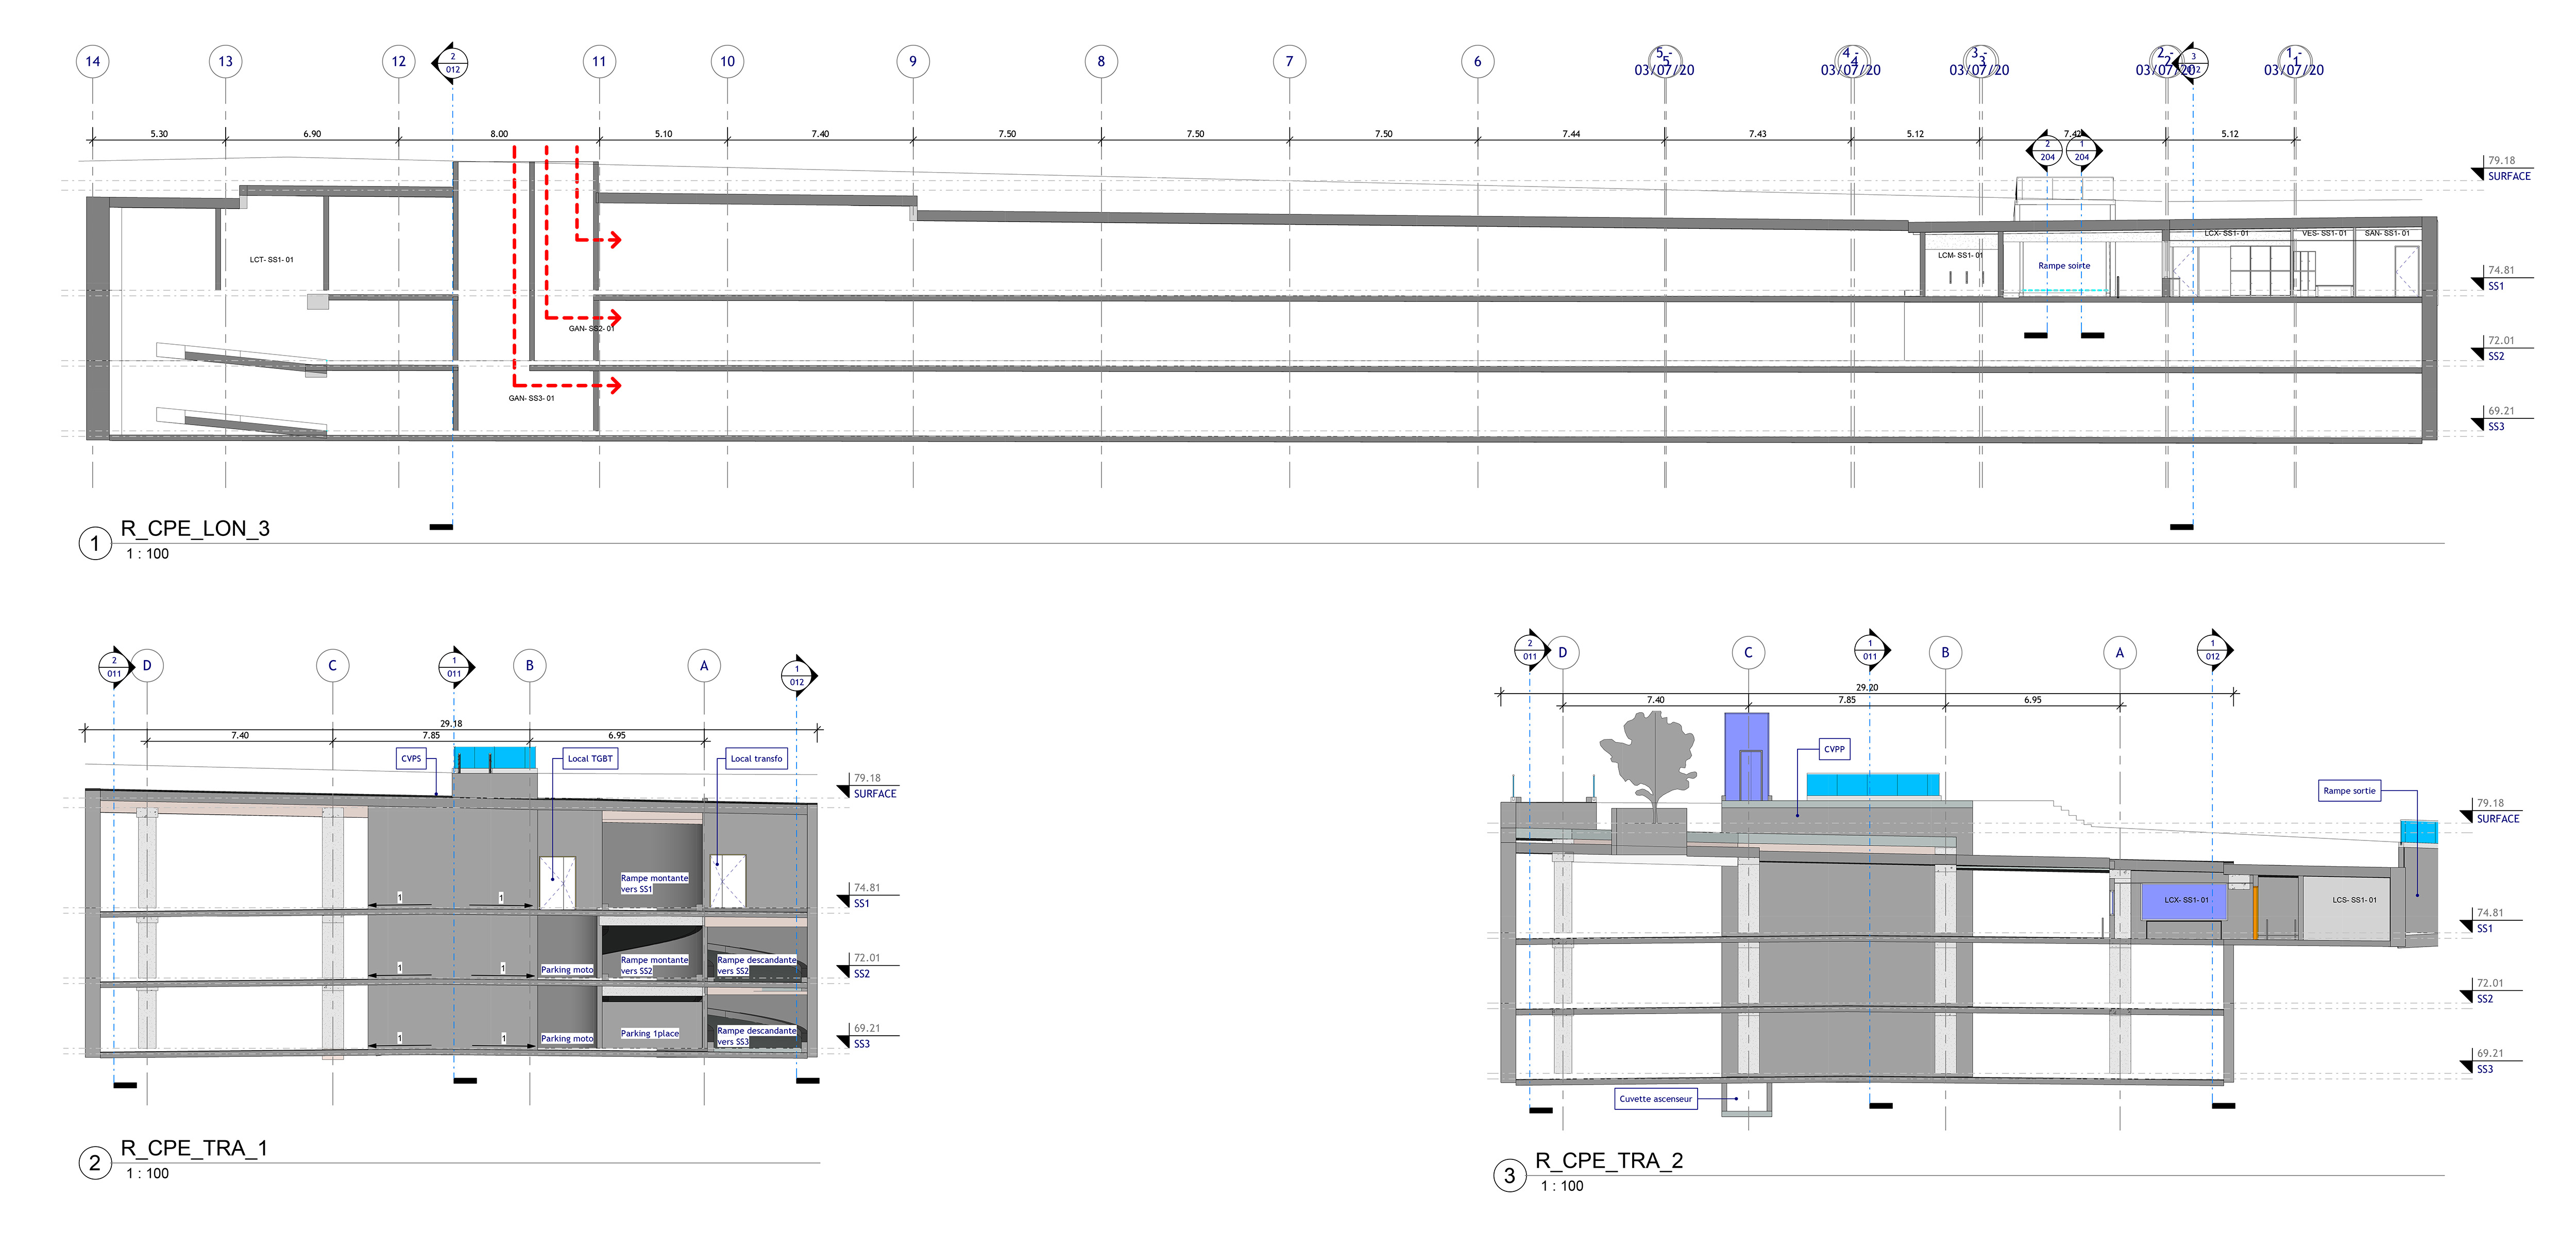 14 13 12 2 11 10 9 8 7 6 5 - 5 4 - 4 3 - 3 2 - 2 3 1 - 1
012 03/07/20 03/07/20 03/07/20 03/07/20 012 03/07/20
5.30 6.90 8.00 5.10 7.40 7.50 7.50 7.50 7.44 7.43 5.12 7.42 5.12
2 1
204 204
79.18
SURFACE
LCT- SS1- 01
LCM- SS1- 01
Rampe sortie
LCX- SS1- 01
VES- SS1- 01
SAN- SS1- 01
74.81
SS1
GAN- SS2- 01
72.01
SS2
GAN- SS3- 01
69.21
SS3
1 R_CPE_LON_3
1 : 100
2 D C 1 B A 1
011 011 012
29.18
7.40 7.85 6.95
CVPS
Local TGBT
Local transfo
79.18
SURFACE
Rampe montante
vers SS1
1 1
74.81
SS1
Parking moto
Rampe montante
vers SS2
Rampe descandante
vers SS2
1 1
72.01
SS2
Parking moto
Parking 1place
Rampe descandante
vers SS3
1 1
69.21
SS3
2 R_CPE_TRA_1
1 : 100
2 D C 1 B A 1
011 011 012
29.20
7.40 7.85 6.95
CVPP
Rampe sortie
79.18
SURFACE
LCX- SS1- 01
LCS- SS1- 01
74.81
SS1
72.01
SS2
69.21
SS3
Cuvette ascenseur
3 R_CPE_TRA_2
1 : 100